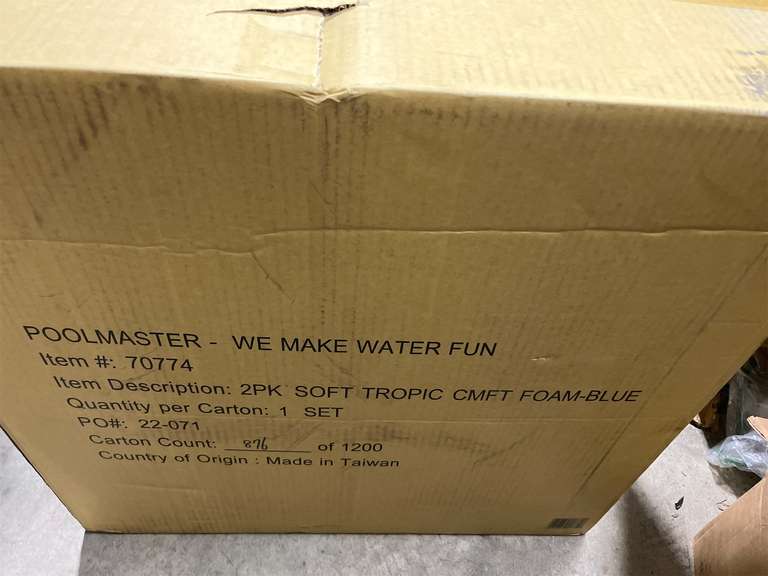 POOLMASTER - WE MAKE WATER FUN
Item #: 70774
Item Description: 2PK SOFT TROPIC CMFT FOAM-BLUE
Quantity per Carton: 1 SET
PO#: 22-071
Carton Count: 876 of 1200
Country of Origin : Made in Taiwan